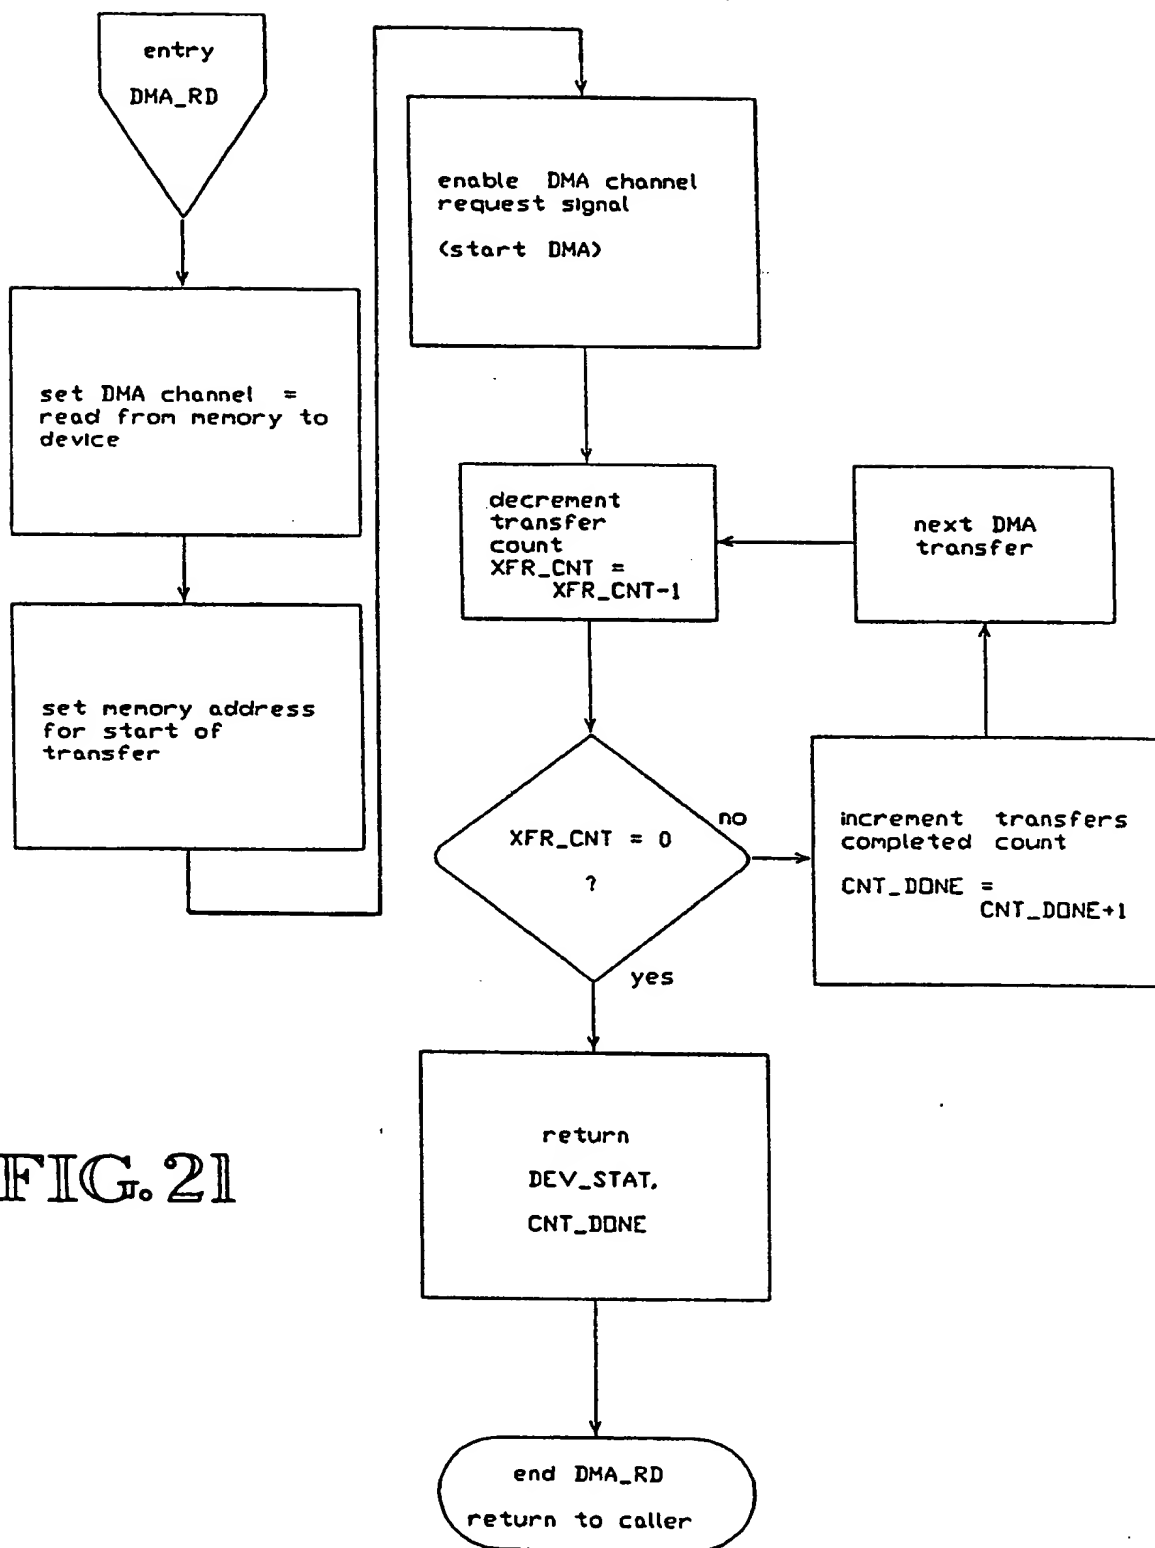 entry
DMA_RD
set DMA channel =
read from memory to
device
set memory address
for start of
transfer
enable DMA channel
request signal
(start DMA)
decrement
transfer
count
XFR_CNT =
XFR_CNT-1
next DMA
transfer
XFR_CNT = 0
?
no
yes
increment transfers
completed count
CNT_DONE =
CNT_DONE+1
return
DEV_STAT,
CNT_DONE
end DMA_RD
return to caller
FIG. 21